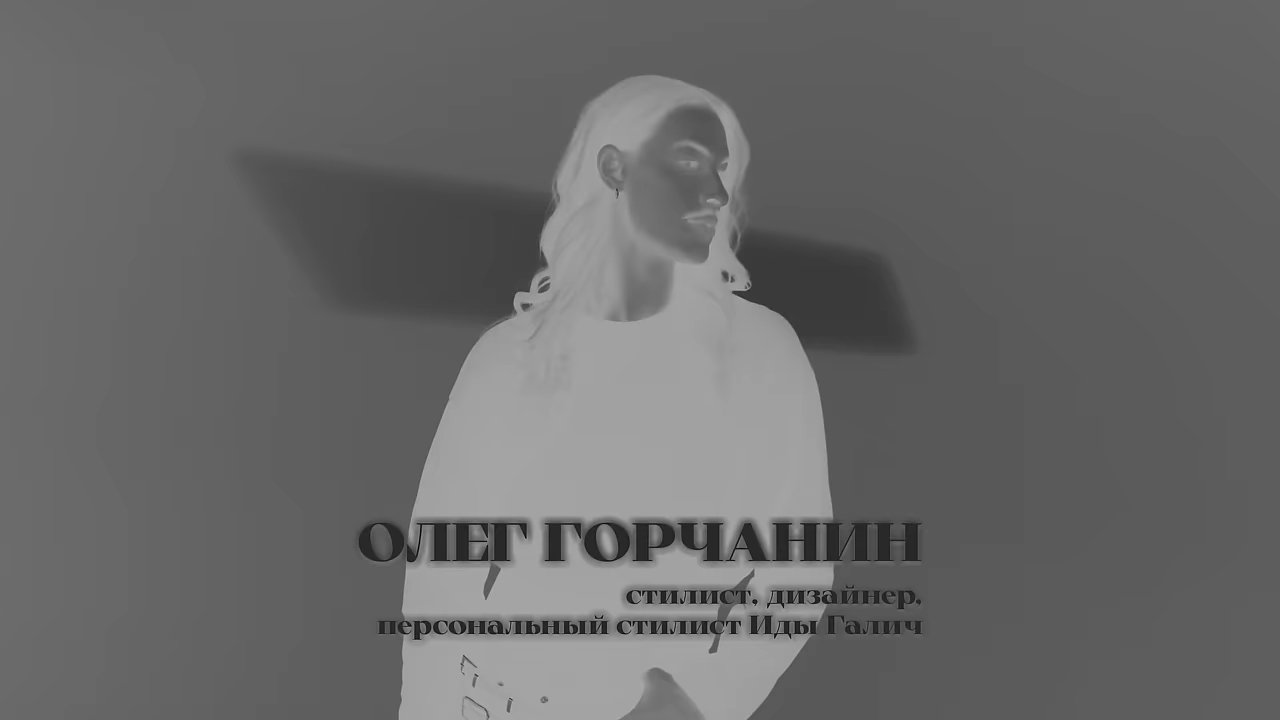 ОЛЕГ ГОРЧАНИН
стилист, дизайнер,
персональный стилист Иды Галич